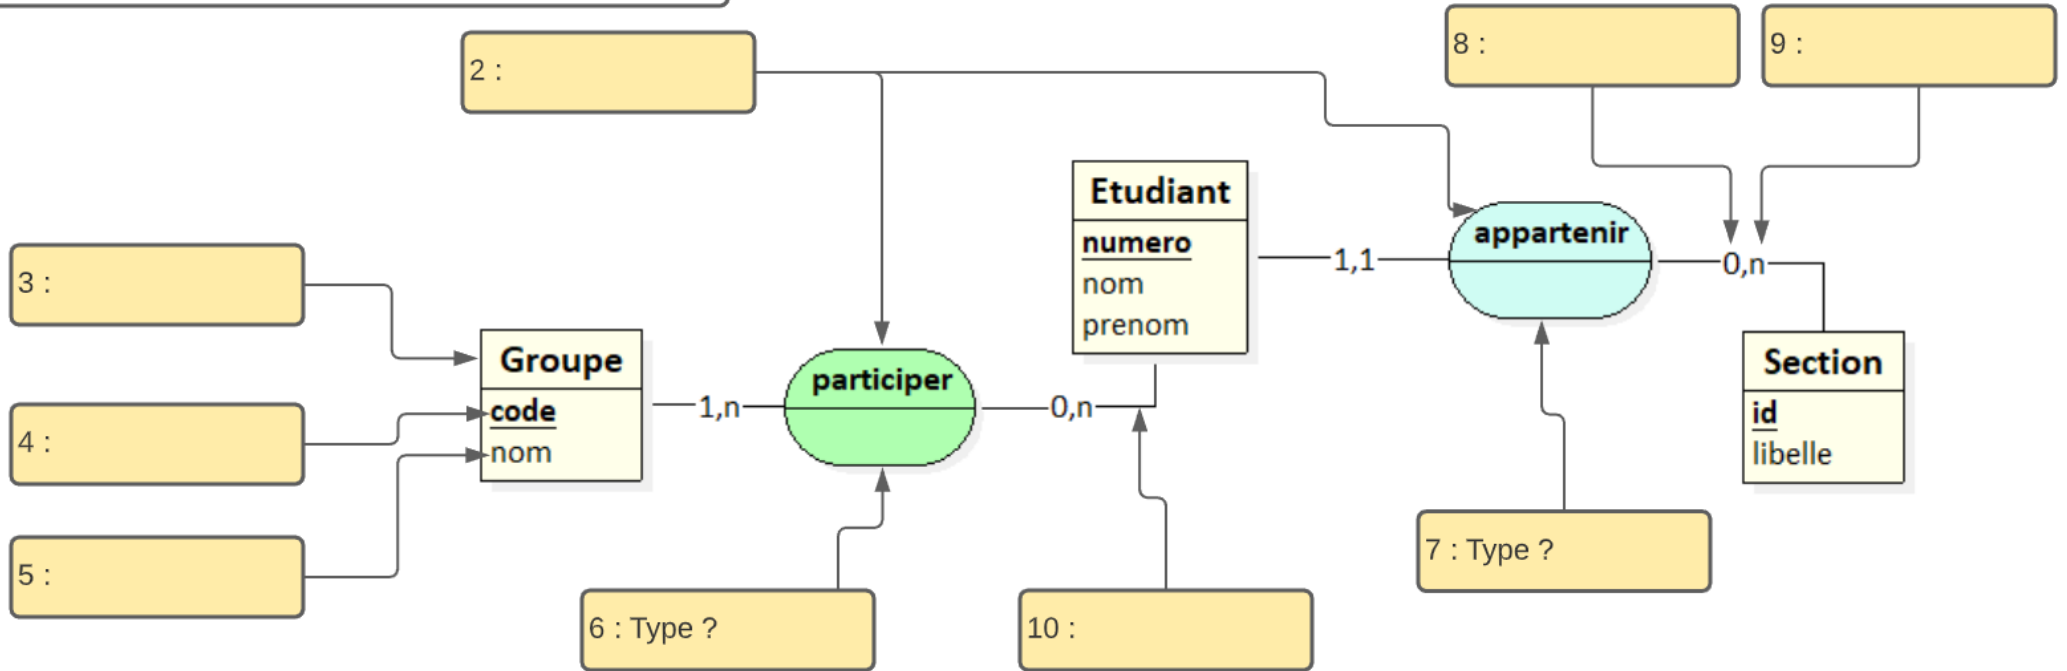 2 :
8 :
9 :
Etudiant
numero
nom
prenom
1,1
appartenir
0,n
3 :
Groupe
code
nom
1,n
participer
0,n
Section
id
libelle
4 :
5 :
6 : Type ?
10 :
7 : Type ?